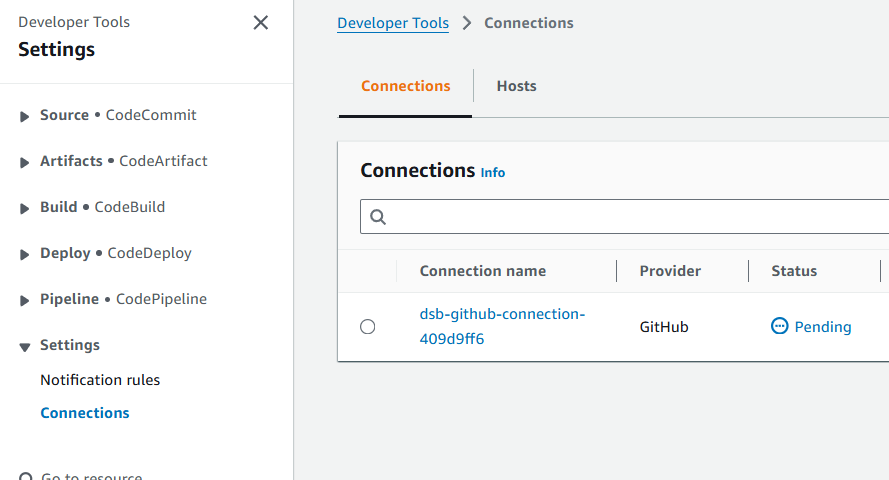 Developer Tools
Settings
Source • CodeCommit
Artifacts • CodeArtifact
Build • CodeBuild
Deploy • CodeDeploy
Pipeline • CodePipeline
Settings
Notification rules
Connections
Go to resource
Developer Tools > Connections
Connections
Hosts
Connections Info
Connection name
Provider
Status
dsb-github-connection-
409d9ff6
GitHub
Pending